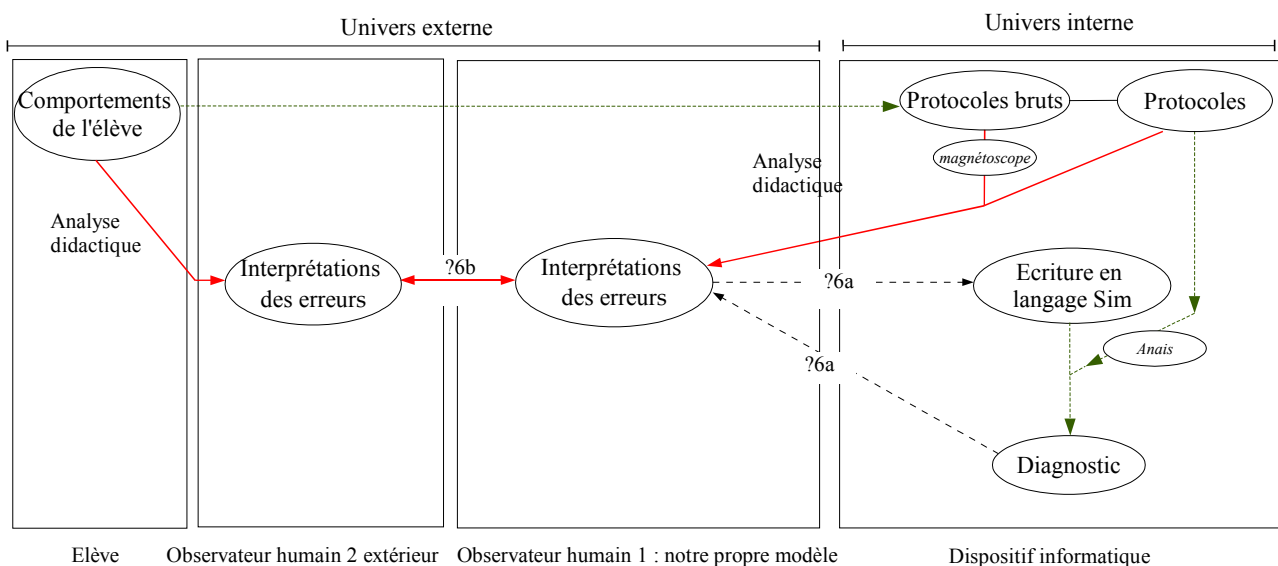 Univers externe
Univers interne
Comportements
de l'élève
Protocoles bruts
Protocoles
magnétoscope
Analyse
didactique
Analyse
didactique
Interprétations
des erreurs
?6b
Interprétations
des erreurs
?6a
Ecriture en
langage Sim
Anais
?6a
Diagnostic
Elève
Observateur humain 2 extérieur
Observateur humain 1 : notre propre modèle
Dispositif informatique